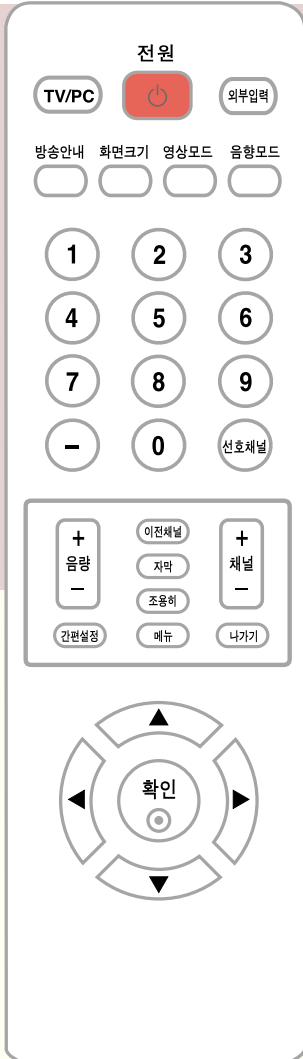 전원
TV/PC 외부입력
방송안내 화면크기 영상모드 음향모드
1 2 3
4 5 6
7 8 9
- 0 선호채널
+ 이전채널 +
음량 자막 채널
- 조용히 -
간편설정 메뉴 나가기
확인